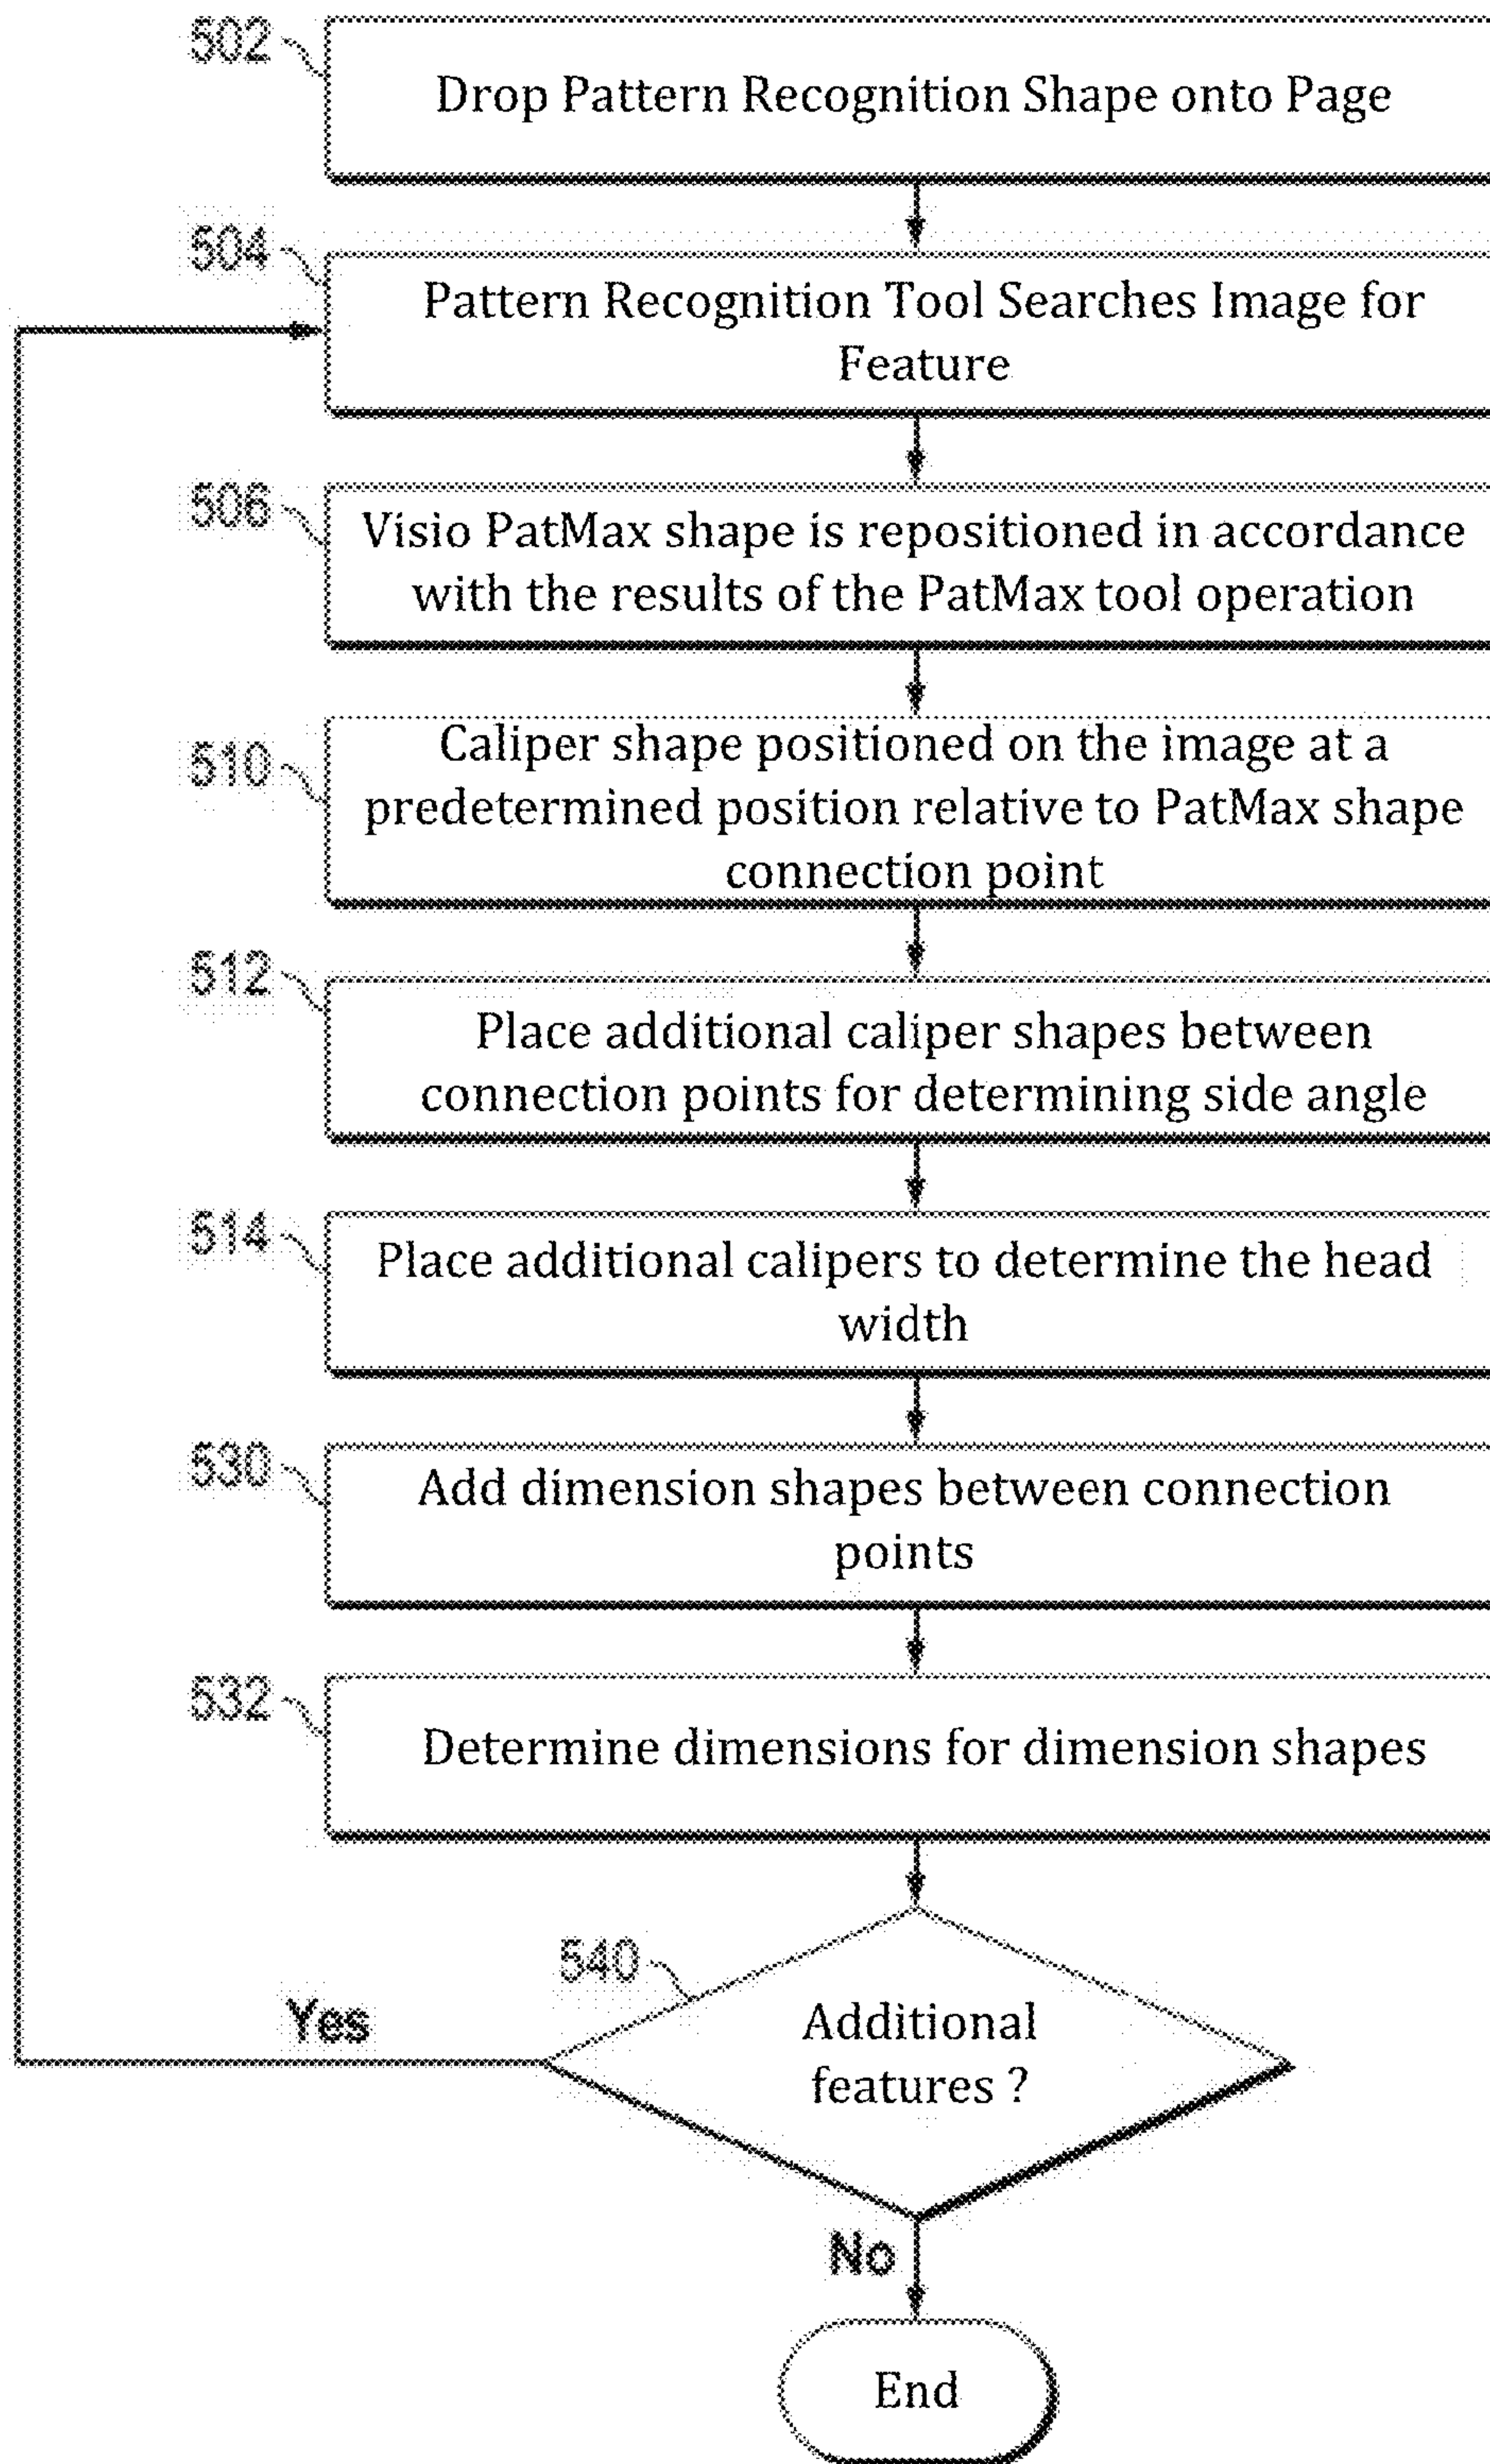 502
Drop Pattern Recognition Shape onto Page
504
Pattern Recognition Tool Searches Image for
Feature
506
Visio PatMax shape is repositioned in accordance
with the results of the PatMax tool operation
510
Caliper shape positioned on the image at a
predetermined position relative to PatMax shape
connection point
512
Place additional caliper shapes between
connection points for determining side angle
514
Place additional calipers to determine the head
width
530
Add dimension shapes between connection
points
532
Determine dimensions for dimension shapes
540
Additional
features ?
Yes
No
End